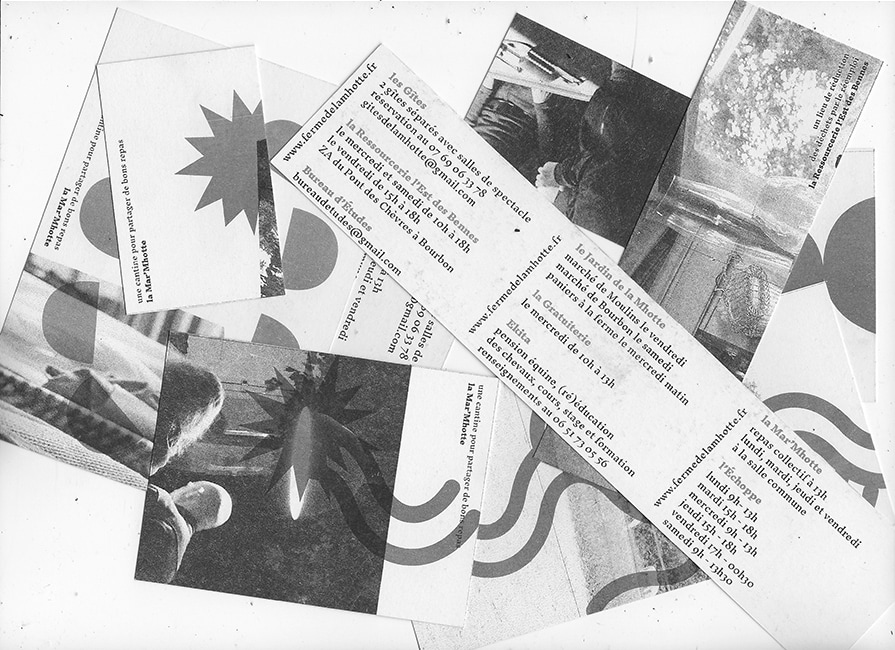 www.fermedelamhotte.fr
les Gîtes
2 gîtes séparés avec salles de spectacle
réservation au 07 69 06 33 78
gitesdelamhotte@gmail.com
la Ressourcerie l'Est des Bennes
le mercredi et samedi de 10h à 18h
le vendredi de 15h à 18h
ZA du Pont des Chèvres à Bourbon
Bureau d'Études
bureaudetudes@gmail.com
www.fermedelamhotte.fr
le Jardin de la Mhotte
marché de Moulins le vendredi
marché de Bourbon le samedi
paniers à la ferme le mercredi matin
la Gratuiterie
le mercredi de 10h à 13h
Ekita
pension équine, (ré)éducation
des chevaux, cours, stage et formation
renseignements au 06 51 73 05 56
www.fermedelamhotte.fr
la Mar'Mhotte
repas collectif à 13h
lundi, mardi, jeudi et vendredi
à la salle commune
l'Échoppe
lundi 9h - 13h
mardi 15h - 18h
mercredi 9h - 13h
jeudi 15h - 18h
vendredi 17h - 00h30
samedi 9h - 13h30
une cantine pour partager de bons repas
la Mar'Mhotte
cantine pour partager de bons repas
la Mar'Mhotte
une cantine pour partager de bons repas
la Mar'Mhotte
un lieu de réduction
des déchets par le réemploi
la Ressourcerie l'Est des Bennes
à 13h
jeudi et vendredi
salles de
69 06 33 78
@gmail.com